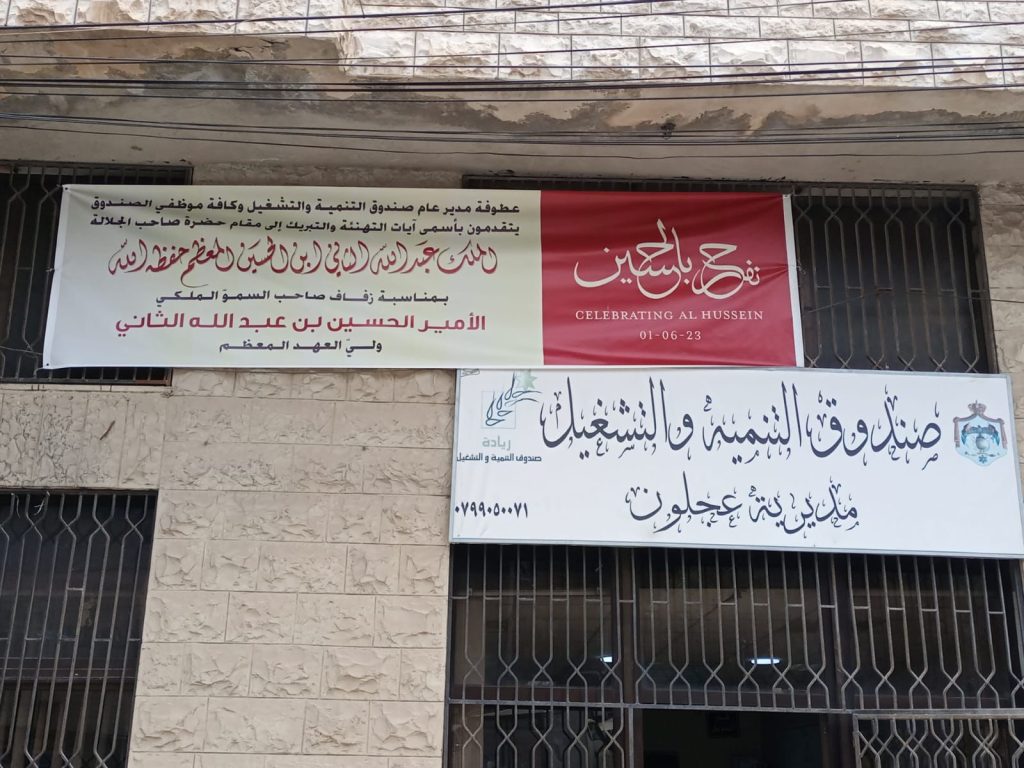 عطوفة مدير عام صندوق التنمية والتشغيل وكافة موظفي الصندوق
يتقدمون بأسمى آيات التهنئة والتبريك إلى مقام حضرة صاحب الجلالة
الملك عبدالله الثاني ابن الحسين المعظم حفظه الله
بمناسبة زفاف صاحب السمو الملكي
الأمير الحسين بن عبد الله الثاني
وليّ العهد المعظم
نفرح بالحسين
CELEBRATING AL HUSSEIN
01-06-23
صندوق التنمية والتشغيل
مديرية عجلون
ريادة
صندوق التنمية و التشغيل
٠٧٩٩٠٥٠٠٧١